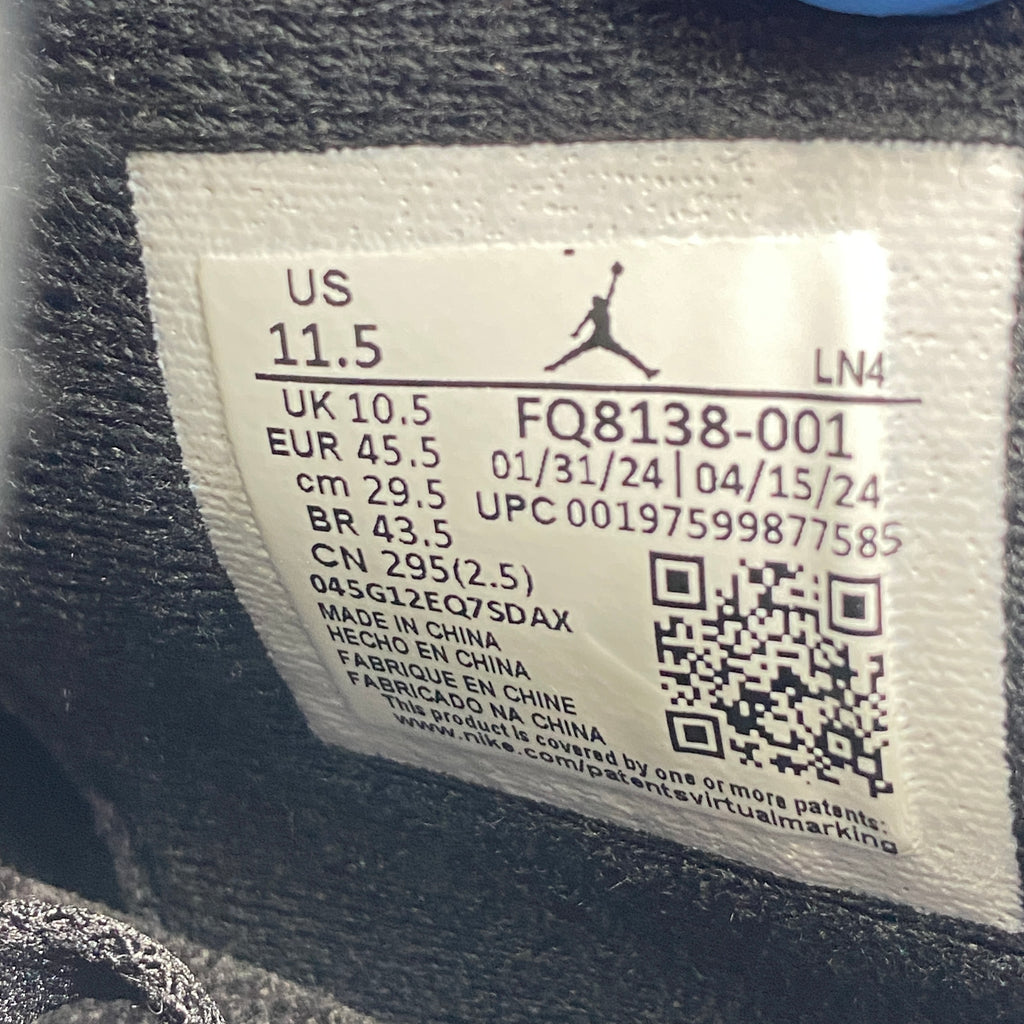 US
11.5
LN4
UK 10.5
EUR 45.5
cm 29.5
BR 43.5
CN 295(2.5)
FQ8138-001
01/31/24 | 04/15/24
UPC 00197599877585
045G12EQ7SDAX
MADE IN CHINA
HECHO EN CHINA
FABRIQUE EN CHINE
FABRICADO NA CHINA
This product is covered by one or more patents:
www.nike.com/patentsvirtualmarking